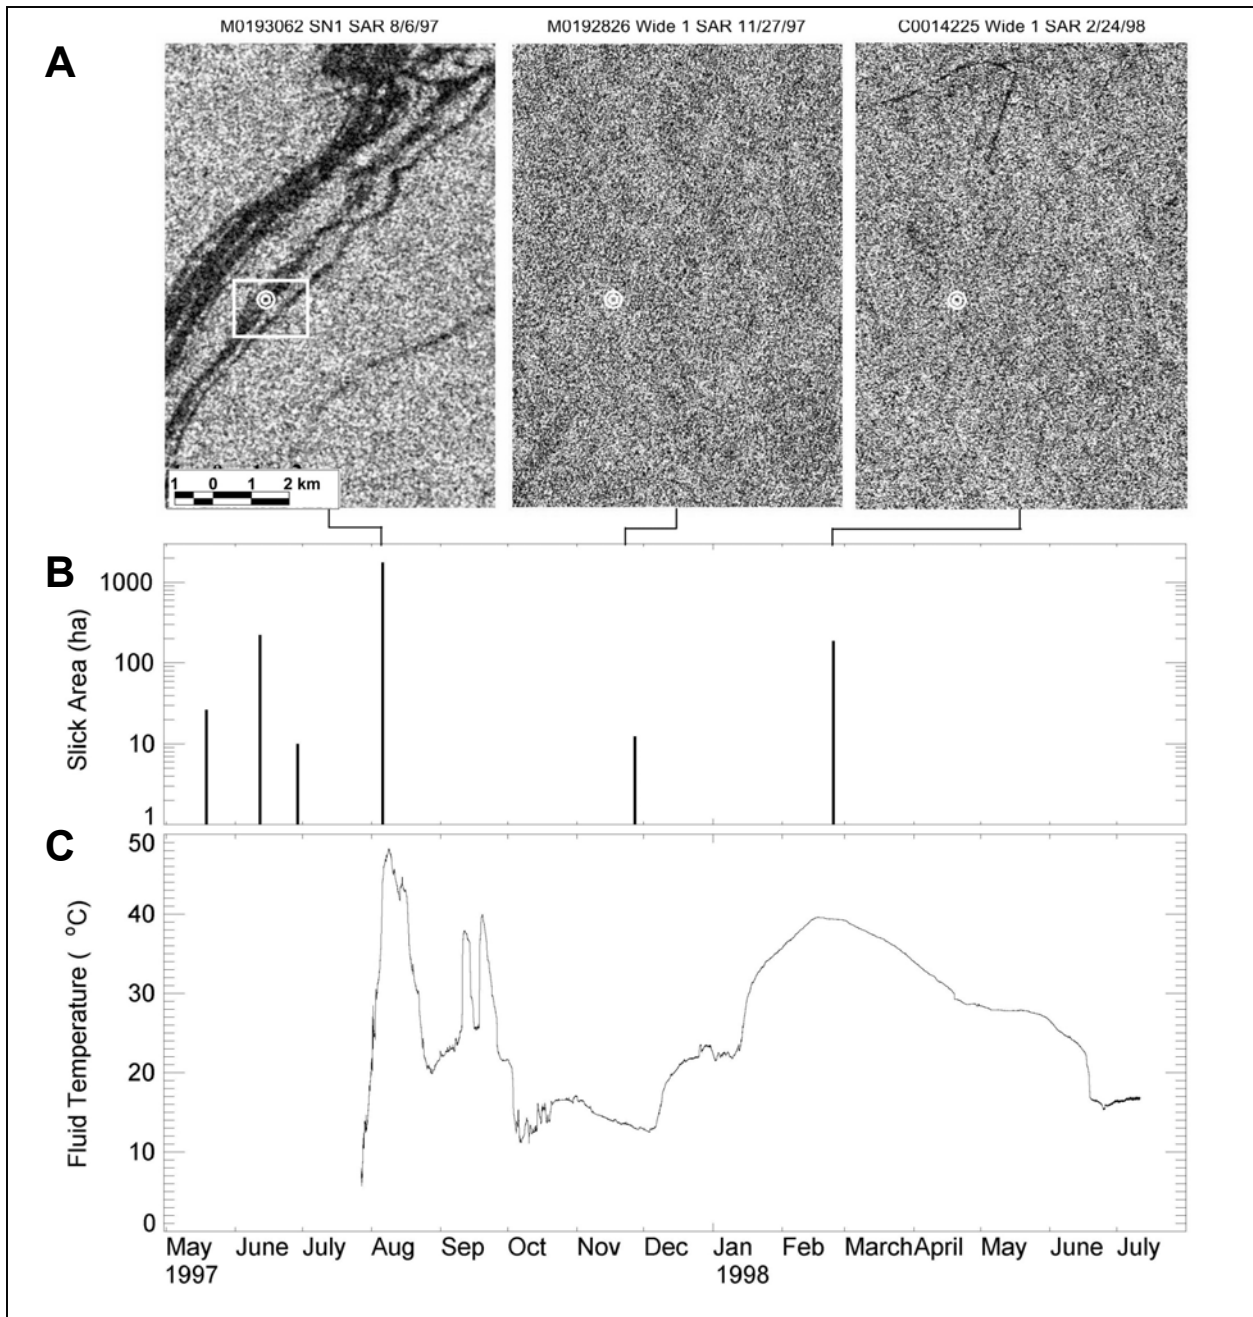 M0193062 SN1 SAR 8/6/97 M0192826 Wide 1 SAR 11/27/97 C0014225 Wide 1 SAR 2/24/98
A
1 0 1 2 km
B
Slick Area (ha)
1000
100
10
1
C
Fluid Temperature ( ºC)
50
40
30
20
10
0
May June July Aug Sep Oct Nov Dec Jan Feb March April May June July
1997 1998